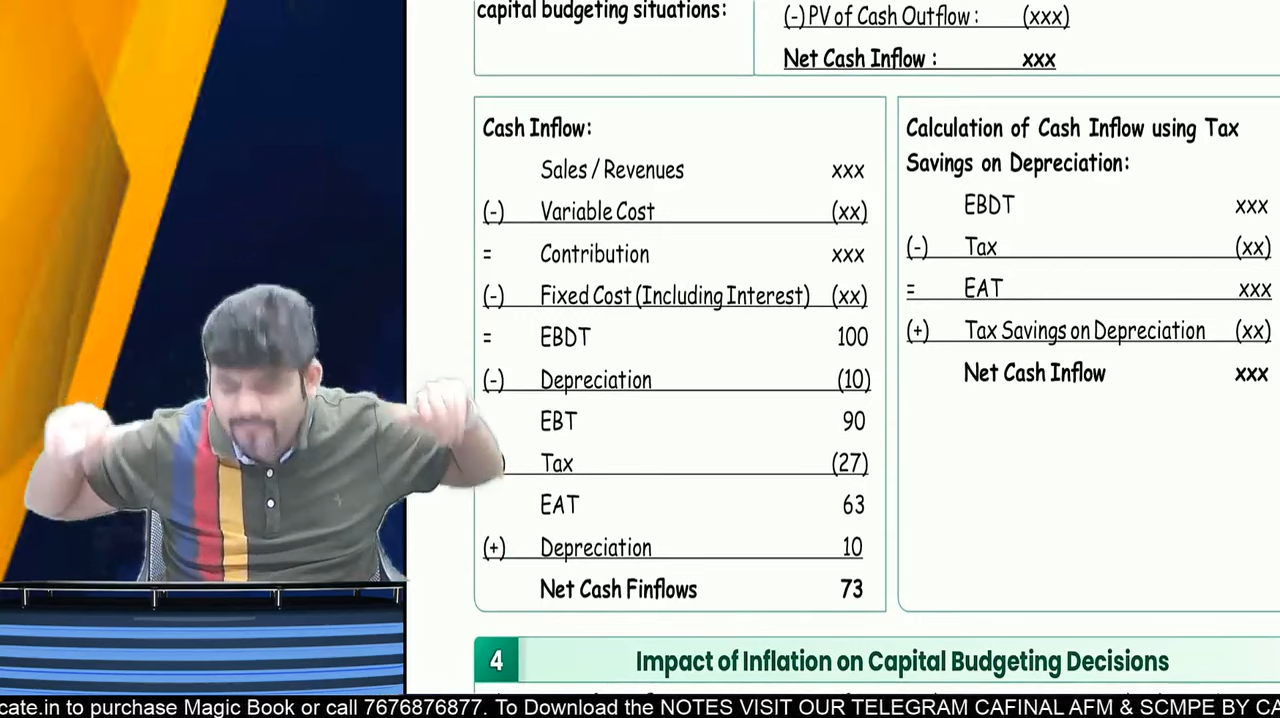 capital budgeting situations:
(-) PV of Cash Outflow : (xxx)
Net Cash Inflow : xxx
Cash Inflow:
Sales / Revenues xxx
(-) Variable Cost (xx)
= Contribution xxx
(-) Fixed Cost (Including Interest) (xx)
= EBDT 100
(-) Depreciation (10)
EBT 90
) Tax (27)
EAT 63
(+) Depreciation 10
Net Cash Finflows 73
Calculation of Cash Inflow using Tax
Savings on Depreciation:
EBDT xxx
(-) Tax (xx)
= EAT xxx
(+) Tax Savings on Depreciation (xx)
Net Cash Inflow xxx
4 Impact of Inflation on Capital Budgeting Decisions
cate.in to purchase Magic Book or call 7676876877. To Download the NOTES VISIT OUR TELEGRAM CAFINAL AFM & SCMPE BY CA